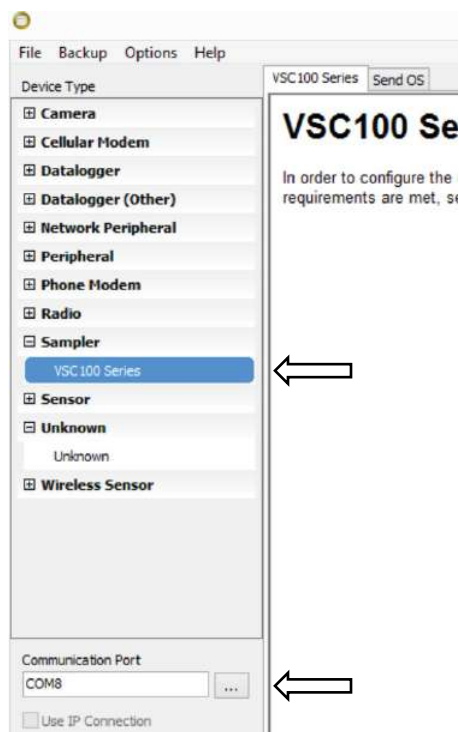 File Backup Options Help
Device Type
Camera
Cellular Modem
Datalogger
Datalogger (Other)
Network Peripheral
Peripheral
Phone Modem
Radio
Sampler
VSC100 Series
Sensor
Unknown
Unknown
Wireless Sensor
Communication Port
COM8
...
Use IP Connection
VSC100 Series Send OS
VSC100 Se
In order to configure the
requirements are met, se